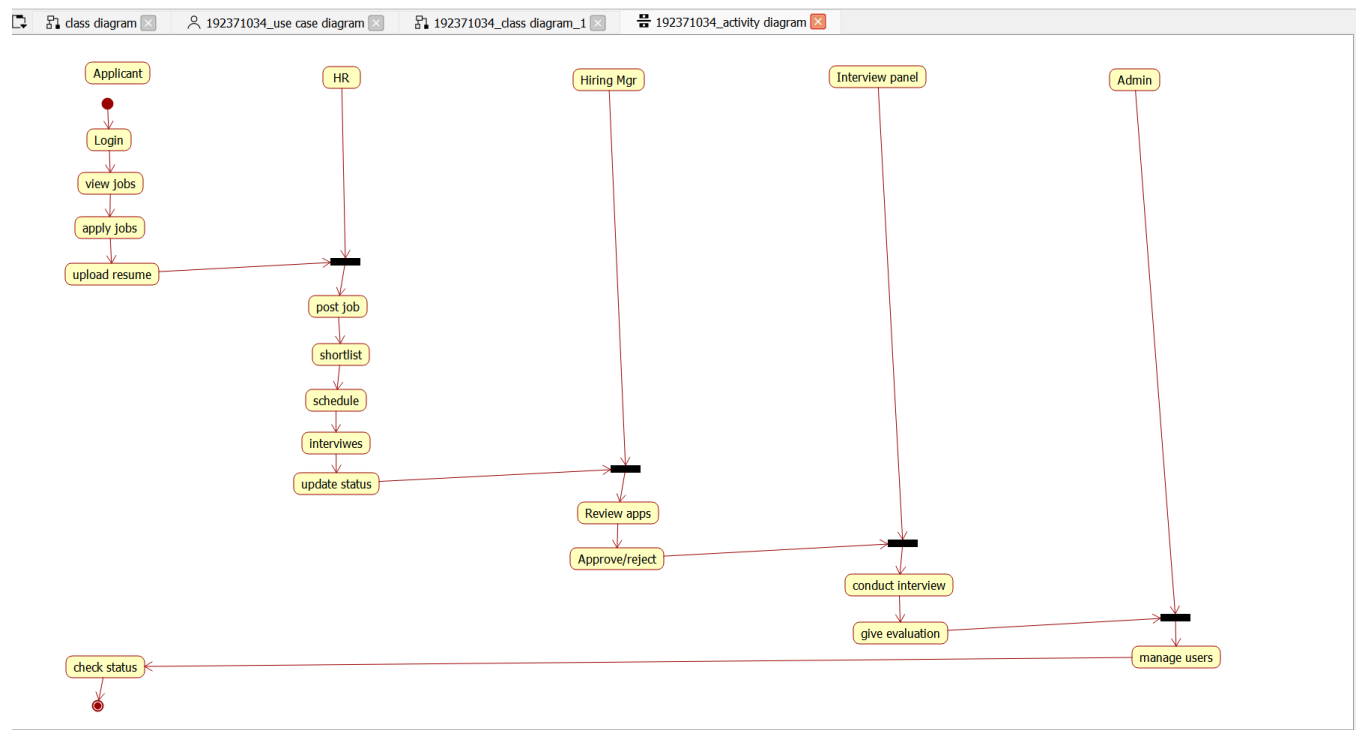 class diagram
192371034_use case diagram
192371034_class diagram_1
192371034_activity diagram
Applicant
HR
Hiring Mgr
Interview panel
Admin
Login
view jobs
apply jobs
upload resume
post job
shortlist
schedule
interviwes
update status
Review apps
Approve/reject
conduct interview
give evaluation
manage users
check status